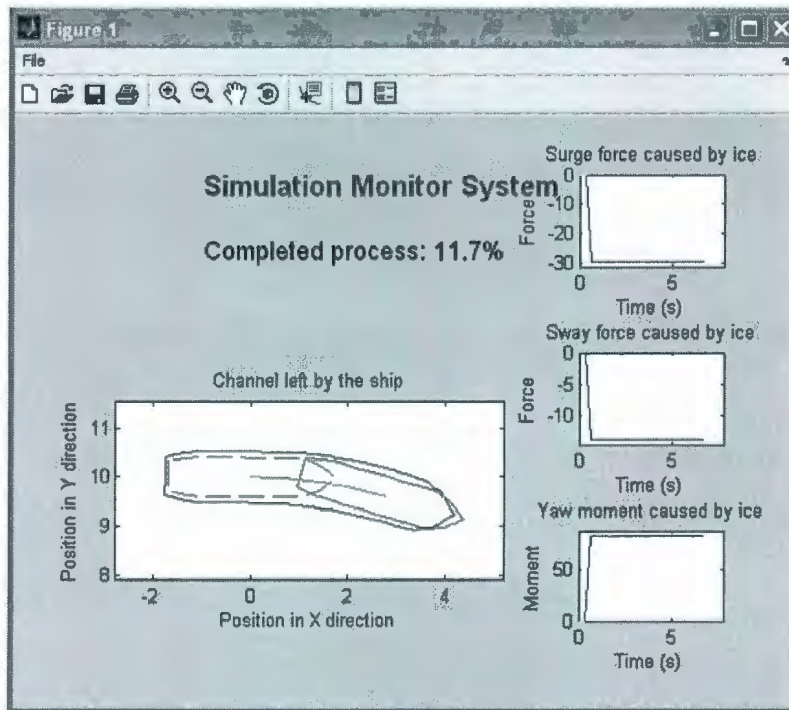 Figure 1
File
Simulation Monitor System
Completed process: 11.7%
Surge force caused by ice
0
-10
-20
-30
Force
0 5
Time (s)
Sway force caused by ice
0
-5
-10
Force
0 5
Time (s)
Channel left by the ship
11
10
9
8
Position in Y direction
-2 0 2 4
Position in X direction
Yaw moment caused by ice
50
0
Moment
0 5
Time (s)